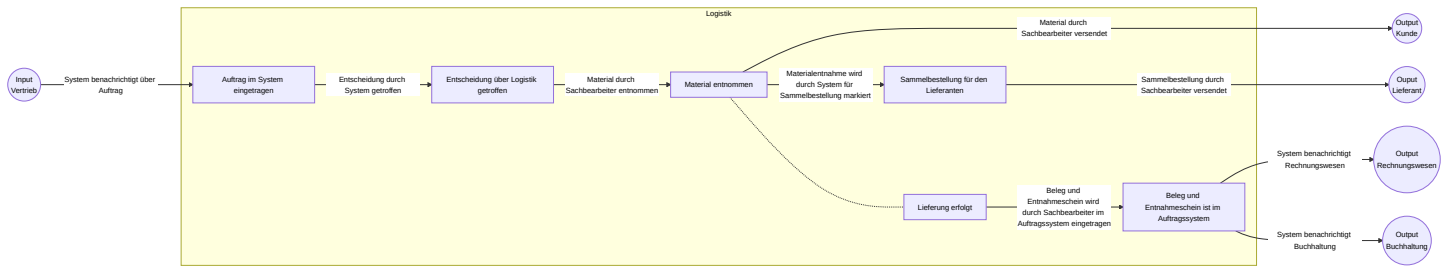 Logistik
Input
Vertrieb
System benachrichtigt über
Auftrag
Auftrag im System
eingetragen
Entscheidung durch
System getroffen
Entscheidung über Logistik
getroffen
Material durch
Sachbearbeiter entnommen
Material entnommen
Material durch
Sachbearbeiter versendet
Output
Kunde
Materialentnahme wird
durch System für
Sammelbestellung markiert
Sammelbestellung für den
Lieferanten
Sammelbestellung durch
Sachbearbeiter versendet
Ouput
Lieferant
Lieferung erfolgt
Beleg und
Entnahmeschein wird
durch Sachbearbeiter im
Auftragssystem eingetragen
Beleg und
Entnahmeschein ist im
Auftragssystem
System benachrichtigt
Rechnungswesen
Output
Rechnungswesen
System benachrichtigt
Buchhaltung
Output
Buchhaltung